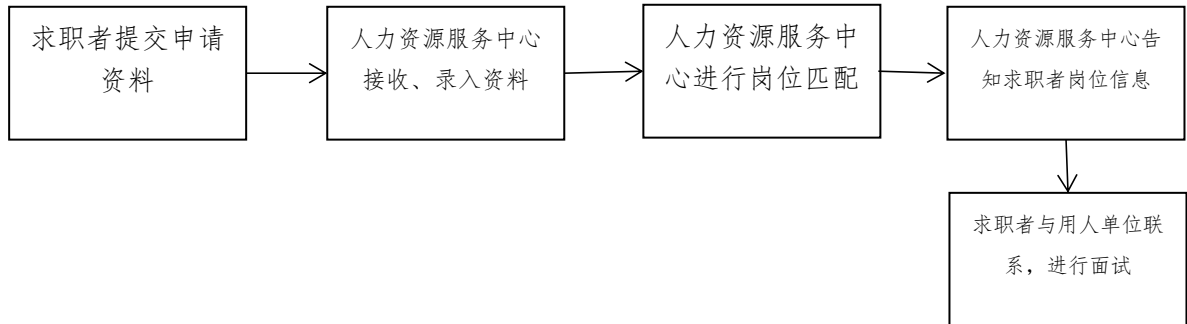 求职者提交申请
资料
人力资源服务中心
接收、录入资料
人力资源服务中
心进行岗位匹配
人力资源服务中心告
知求职者岗位信息
求职者与用人单位联
系，进行面试